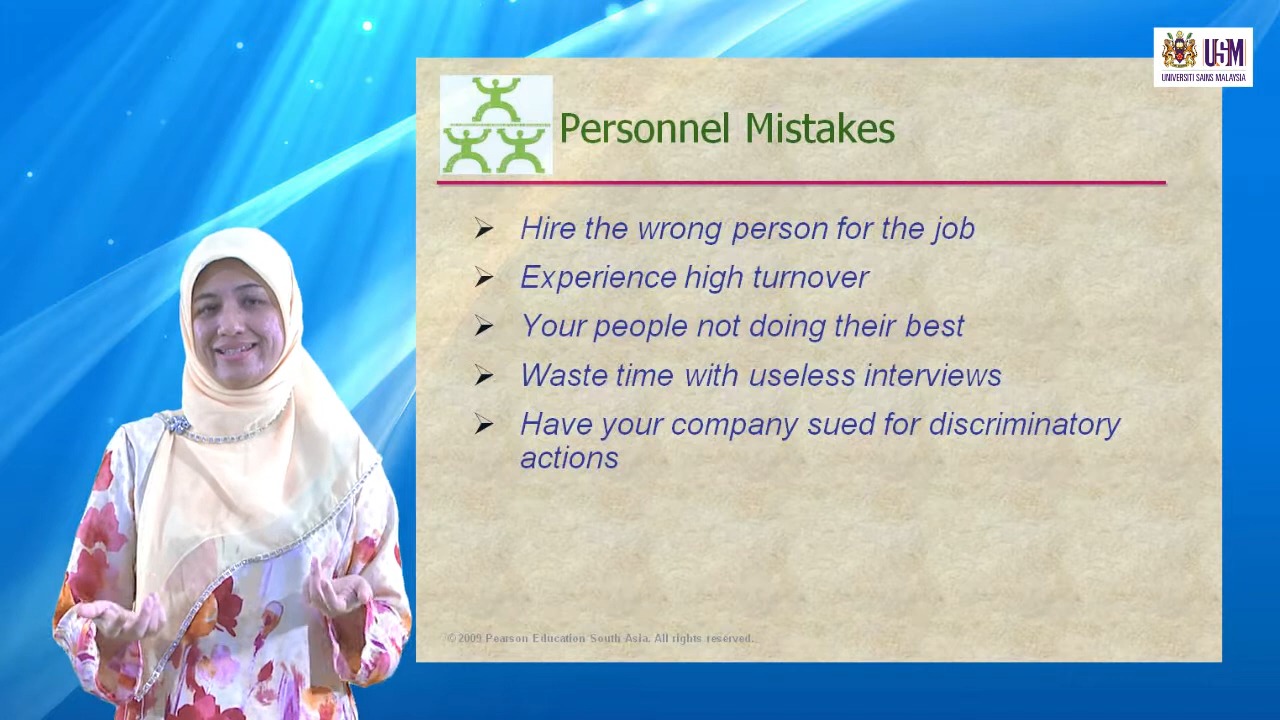 USM
UNIVERSITI SAINS MALAYSIA
Personnel Mistakes
Hire the wrong person for the job
Experience high turnover
Your people not doing their best
Waste time with useless interviews
Have your company sued for discriminatory
actions
©2009 Pearson Education South Asia. All rights reserved.